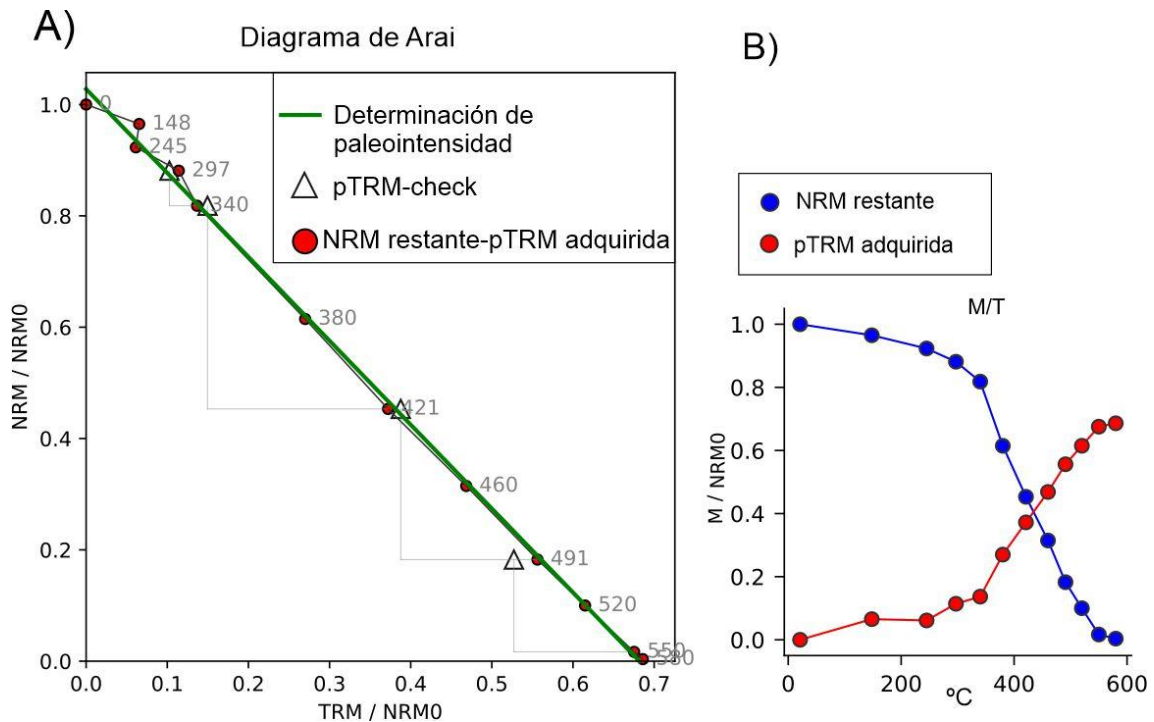 A)
Diagrama de Arai
Determinación de
paleointensidad
pTRM-check
NRM restante-pTRM adquirida
0
148
245
297
340
380
421
460
491
520
550
580
1.0
0.8
0.6
0.4
0.2
0.0
NRM / NRM0
0.0 0.1 0.2 0.3 0.4 0.5 0.6 0.7
TRM / NRM0
B)
NRM restante
pTRM adquirida
M/T
1.0
0.8
0.6
0.4
0.2
0.0
M / NRM0
0 200 400 600
ºC